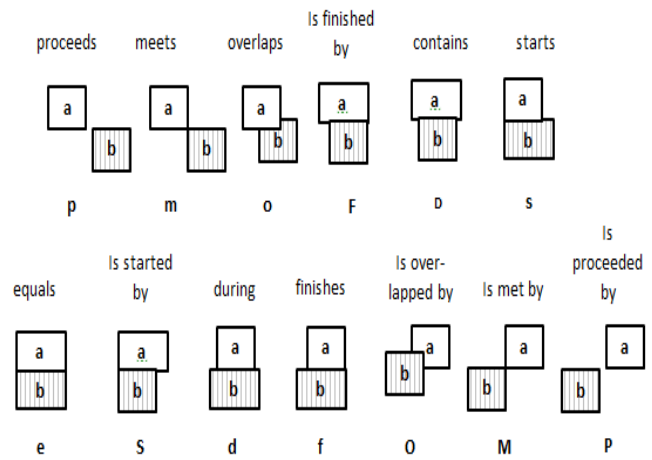 proceeds meets overlaps Is finished by contains starts
a a a a a a
b b b b b b
p m o F D s
equals Is started by during finishes Is over-lapped by Is met by Is proceeded by
a a a a a a a
b b b b b b b
e S d f O M P